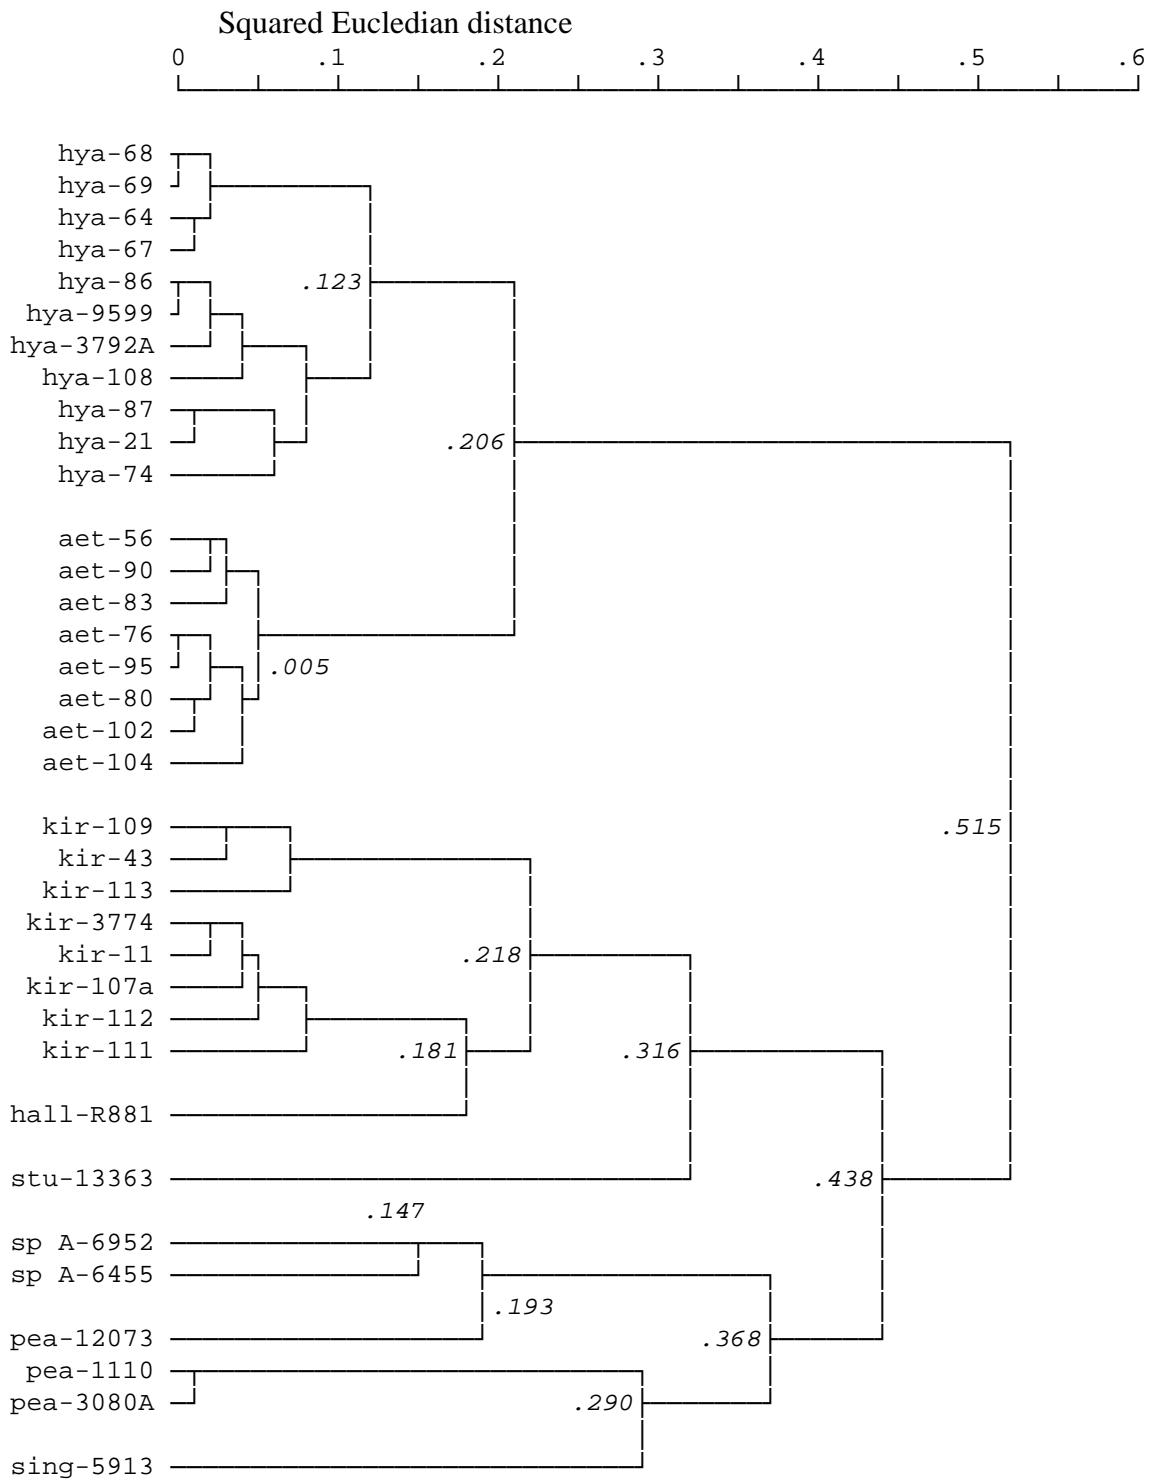 Squared Eucledian distance
0 .1 .2 .3 .4 .5 .6
hya-68
hya-69
hya-64
hya-67
hya-86 .123
hya-9599
hya-3792A
hya-108
hya-87
hya-21 .206
hya-74
aet-56
aet-90
aet-83
aet-76
aet-95 .005
aet-80
aet-102
aet-104
kir-109 .515
kir-43
kir-113
kir-3774
kir-11 .218
kir-107a
kir-112
kir-111 .181 .316
hall-R881
stu-13363 .438
.147
sp A-6952
sp A-6455
.193
pea-12073 .368
pea-1110
pea-3080A .290
sing-5913